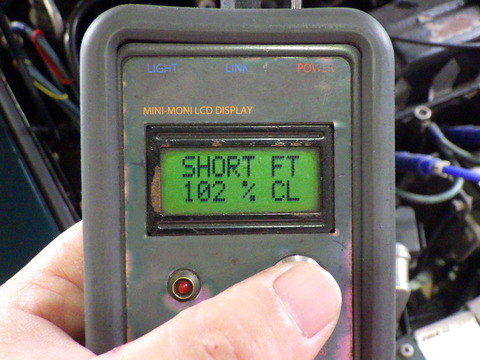 LIGHT LINK POWER
MINI-MONI LCD DISPLAY
SHORT FT
102 % CL